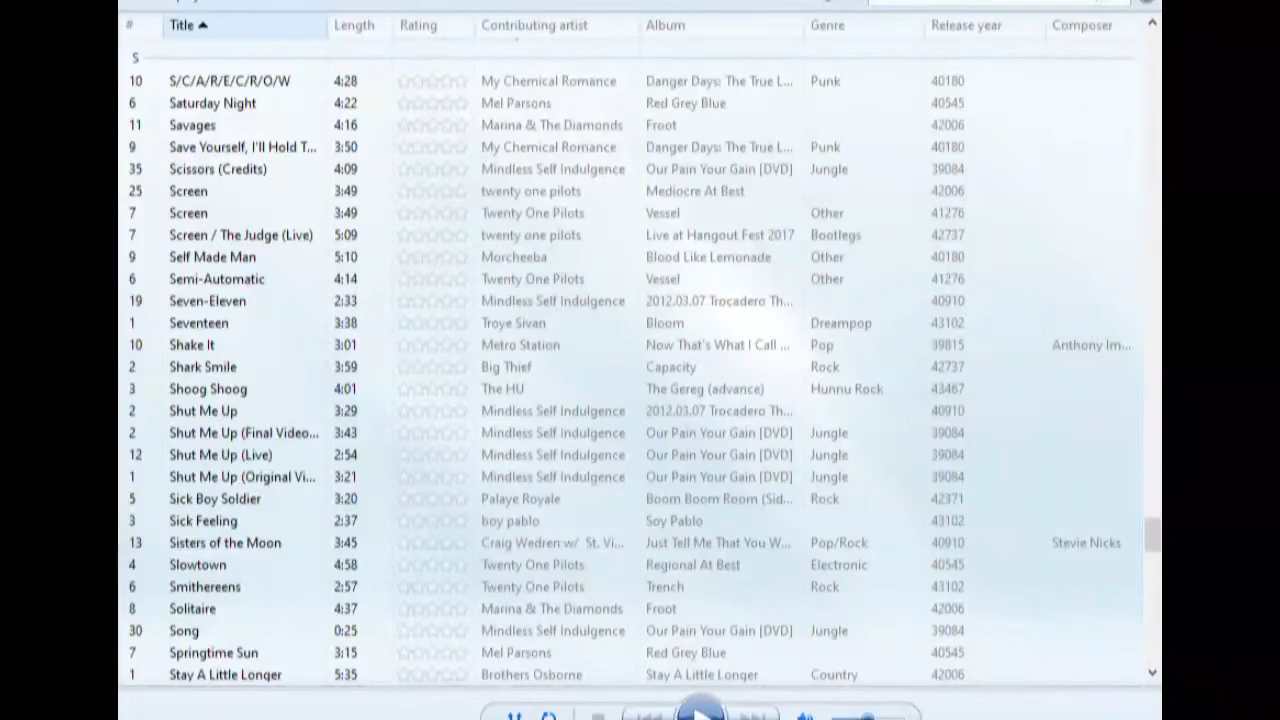 # Title Length Rating Contributing artist Album Genre Release year Composer
S
10 S/C/A/R/E/C/R/O/W 4:28 My Chemical Romance Danger Days: The True L... Punk 40180
6 Saturday Night 4:22 Mel Parsons Red Grey Blue 40545
11 Savages 4:16 Marina & The Diamonds Froot 42006
9 Save Yourself, I'll Hold T... 3:50 My Chemical Romance Danger Days: The True L... Punk 40180
35 Scissors (Credits) 4:09 Mindless Self Indulgence Our Pain Your Gain [DVD] Jungle 39084
25 Screen 3:49 twenty one pilots Mediocre At Best 42006
7 Screen 3:49 Twenty One Pilots Vessel Other 41276
7 Screen / The Judge (Live) 5:09 twenty one pilots Live at Hangout Fest 2017 Bootlegs 42737
9 Self Made Man 5:10 Morcheeba Blood Like Lemonade Other 40180
6 Semi-Automatic 4:14 Twenty One Pilots Vessel Other 41276
19 Seven-Eleven 2:33 Mindless Self Indulgence 2012.03.07 Trocadero Th... 40910
1 Seventeen 3:38 Troye Sivan Bloom Dreampop 43102
10 Shake It 3:01 Metro Station Now That's What I Call ... Pop 39815 Anthony Im...
2 Shark Smile 3:59 Big Thief Capacity Rock 42737
3 Shoog Shoog 4:01 The HU The Gereg (advance) Hunnu Rock 43467
2 Shut Me Up 3:29 Mindless Self Indulgence 2012.03.07 Trocadero Th... 40910
2 Shut Me Up (Final Video... 3:43 Mindless Self Indulgence Our Pain Your Gain [DVD] Jungle 39084
12 Shut Me Up (Live) 2:54 Mindless Self Indulgence Our Pain Your Gain [DVD] Jungle 39084
1 Shut Me Up (Original Vi... 3:21 Mindless Self Indulgence Our Pain Your Gain [DVD] Jungle 39084
5 Sick Boy Soldier 3:20 Palaye Royale Boom Boom Room (Sid... Rock 42371
3 Sick Feeling 2:37 boy pablo Soy Pablo 43102
13 Sisters of the Moon 3:45 Craig Wedren w/ St. Vi... Just Tell Me That You W... Pop/Rock 40910 Stevie Nicks
4 Slowtown 4:58 Twenty One Pilots Regional At Best Electronic 40545
6 Smithereens 2:57 Twenty One Pilots Trench Rock 43102
8 Solitaire 4:37 Marina & The Diamonds Froot 42006
30 Song 0:25 Mindless Self Indulgence Our Pain Your Gain [DVD] Jungle 39084
7 Springtime Sun 3:15 Mel Parsons Red Grey Blue 40545
1 Stay A Little Longer 5:35 Brothers Osborne Stay A Little Longer Country 42006